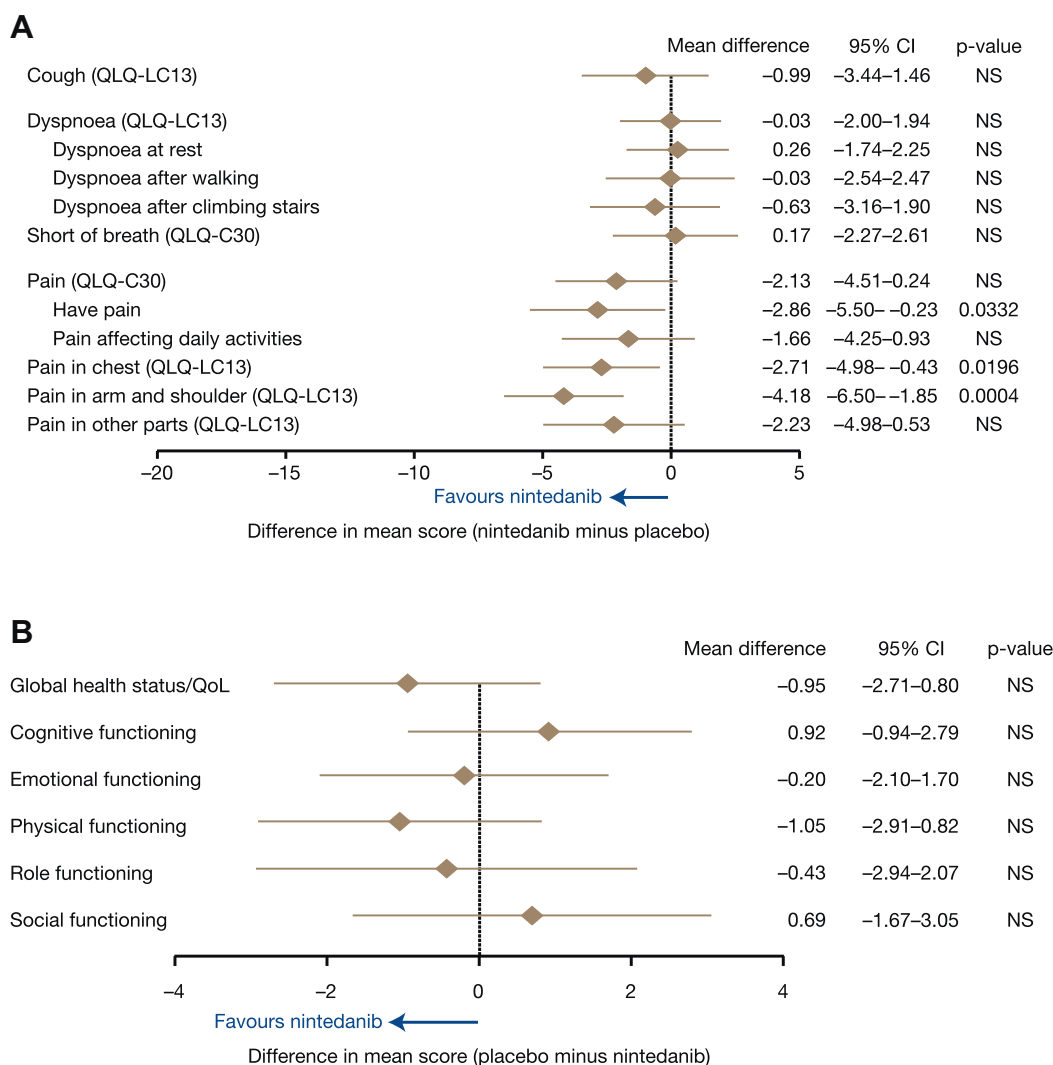 A
Mean difference 95% CI p-value
Cough (QLQ-LC13) –0.99 –3.44–1.46 NS
Dyspnoea (QLQ-LC13) –0.03 –2.00–1.94 NS
Dyspnoea at rest 0.26 –1.74–2.25 NS
Dyspnoea after walking –0.03 –2.54–2.47 NS
Dyspnoea after climbing stairs –0.63 –3.16–1.90 NS
Short of breath (QLQ-C30) 0.17 –2.27–2.61 NS
Pain (QLQ-C30) –2.13 –4.51–0.24 NS
Have pain –2.86 –5.50– –0.23 0.0332
Pain affecting daily activities –1.66 –4.25–0.93 NS
Pain in chest (QLQ-LC13) –2.71 –4.98– –0.43 0.0196
Pain in arm and shoulder (QLQ-LC13) –4.18 –6.50– –1.85 0.0004
Pain in other parts (QLQ-LC13) –2.23 –4.98–0.53 NS
–20 –15 –10 –5 0 5
Favours nintedanib
Difference in mean score (nintedanib minus placebo)
B
Mean difference 95% CI p-value
Global health status/QoL –0.95 –2.71–0.80 NS
Cognitive functioning 0.92 –0.94–2.79 NS
Emotional functioning –0.20 –2.10–1.70 NS
Physical functioning –1.05 –2.91–0.82 NS
Role functioning –0.43 –2.94–2.07 NS
Social functioning 0.69 –1.67–3.05 NS
–4 –2 0 2 4
Favours nintedanib
Difference in mean score (placebo minus nintedanib)